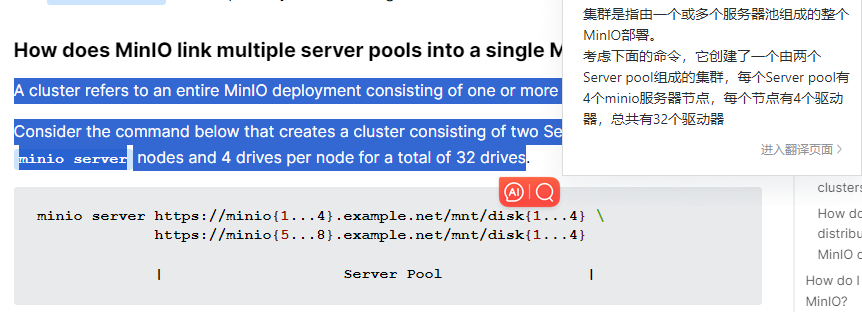 How does MinIO link multiple server pools into a single M
A cluster refers to an entire MinIO deployment consisting of one or more
Consider the command below that creates a cluster consisting of two Se
minio server nodes and 4 drives per node for a total of 32 drives.
minio server https://minio{1...4}.example.net/mnt/disk{1...4} \
https://minio{5...8}.example.net/mnt/disk{1...4}
| Server Pool |
AI
集群是指由一个或多个服务器池组成的整个
MinIO部署。
考虑下面的命令，它创建了一个由两个
Server pool组成的集群，每个Server pool有
4个minio服务器节点，每个节点有4个驱动
器，总共有32个驱动器
进入翻译页面 >
clusters
How do
distribu
MinIO c
How do I
MinIO?